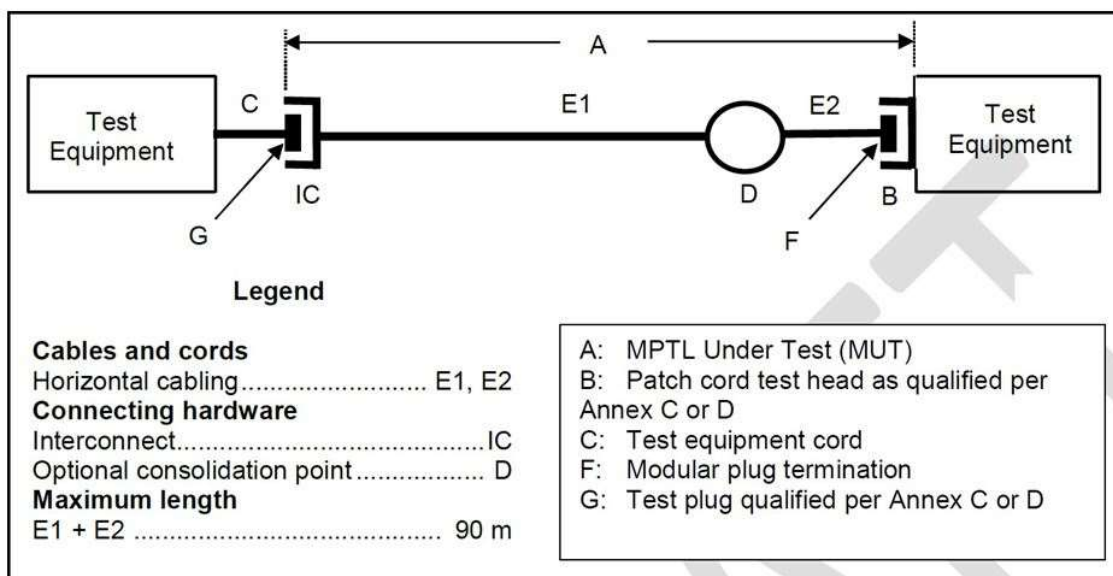 A
C
E1
E2
Test
Equipment
Test
Equipment
IC
D
B
G
F
Legend
Cables and cords
Horizontal cabling.......................... E1, E2
Connecting hardware
Interconnect.......................................IC
Optional consolidation point.................. D
Maximum length
E1 + E2 .......................................... 90 m
A: MPTL Under Test (MUT)
B: Patch cord test head as qualified per
Annex C or D
C: Test equipment cord
F: Modular plug termination
G: Test plug qualified per Annex C or D